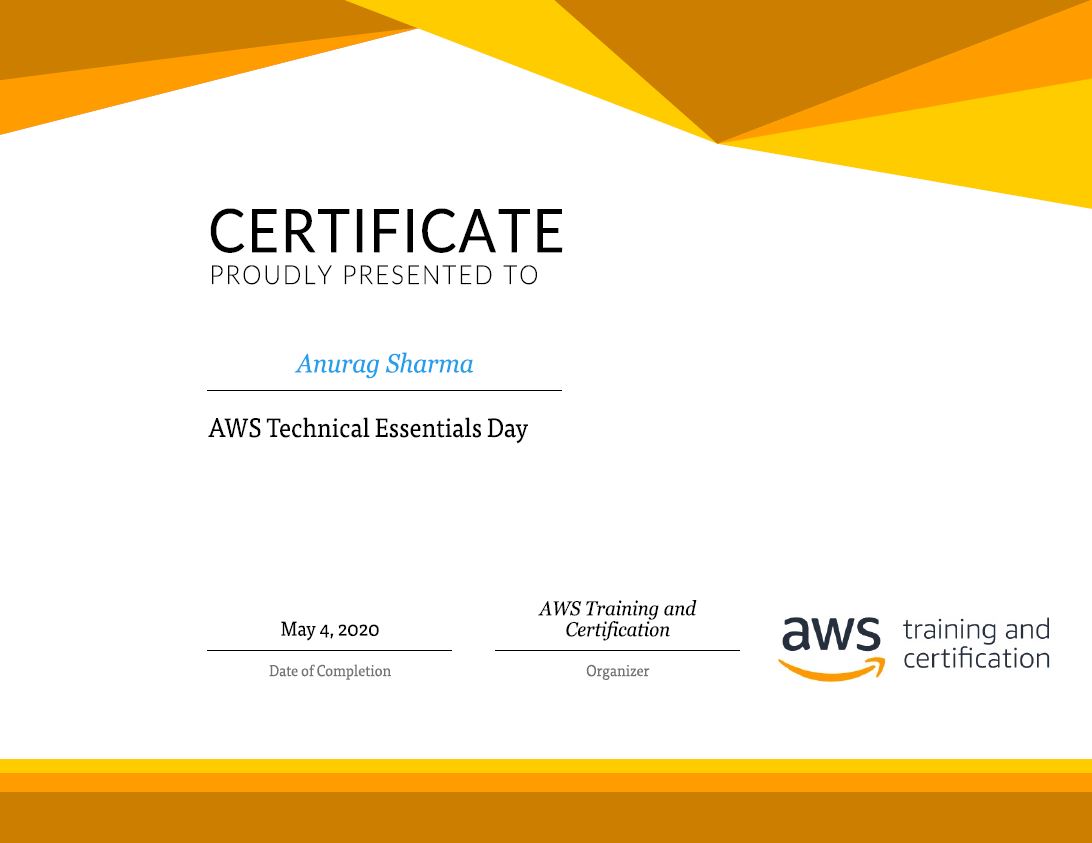 CERTIFICATE
PROUDLY PRESENTED TO
Anurag Sharma
AWS Technical Essentials Day
May 4, 2020
Date of Completion
AWS Training and
Certification
Organizer
aws training and
certification